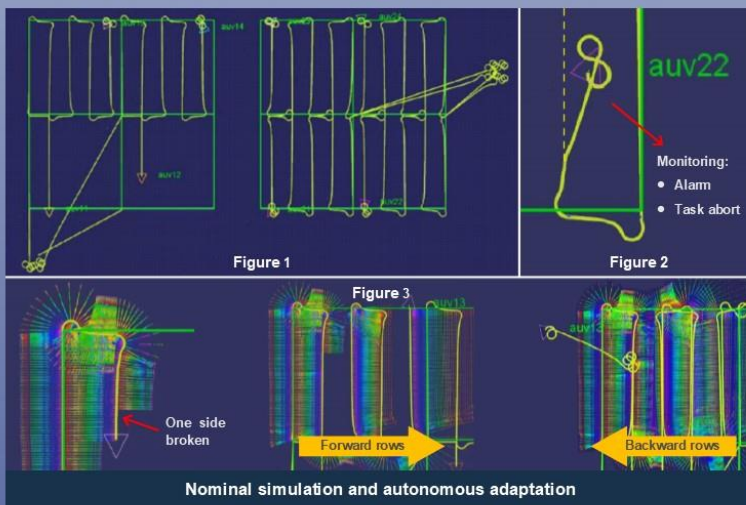 auv14
auv12
Figure 1
auv22
Monitoring:
• Alarm
• Task abort
Figure 2
Figure 3
One side
broken
auv13
Forward rows
auv13
Backward rows
Nominal simulation and autonomous adaptation